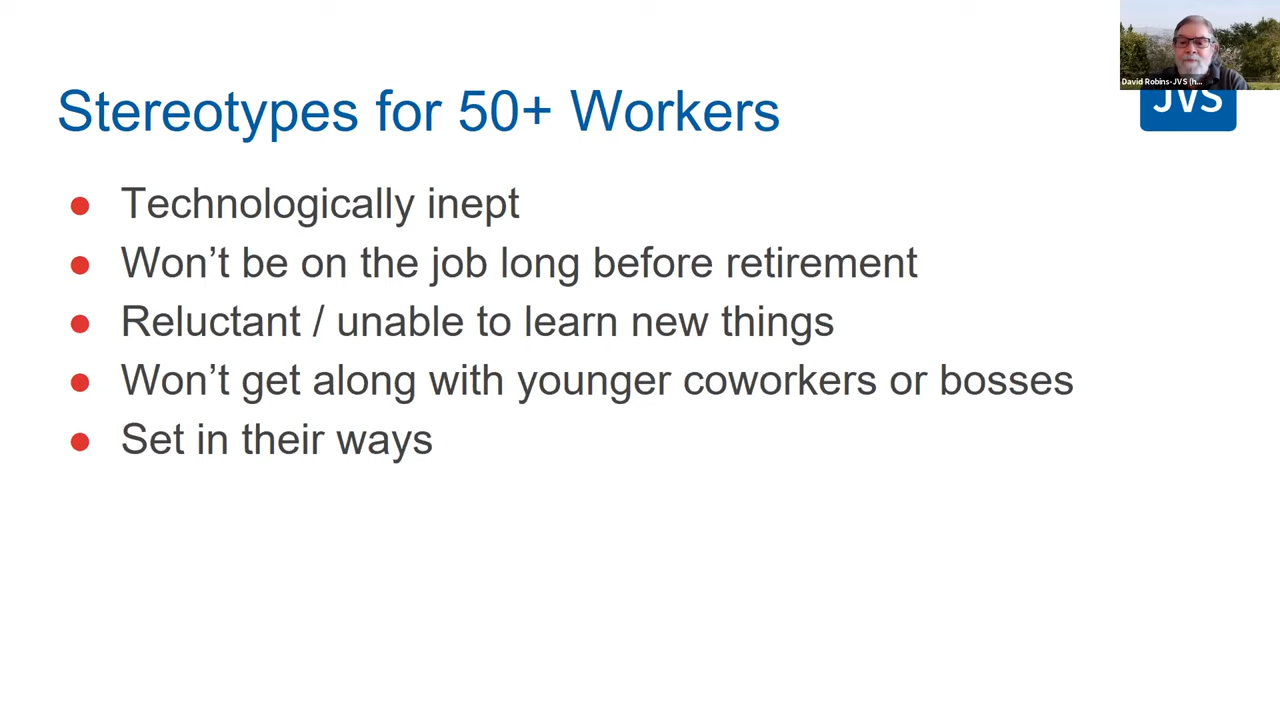 David Robins-JVS (h...
JVS
Stereotypes for 50+ Workers
● Technologically inept
● Won’t be on the job long before retirement
● Reluctant / unable to learn new things
● Won’t get along with younger coworkers or bosses
● Set in their ways